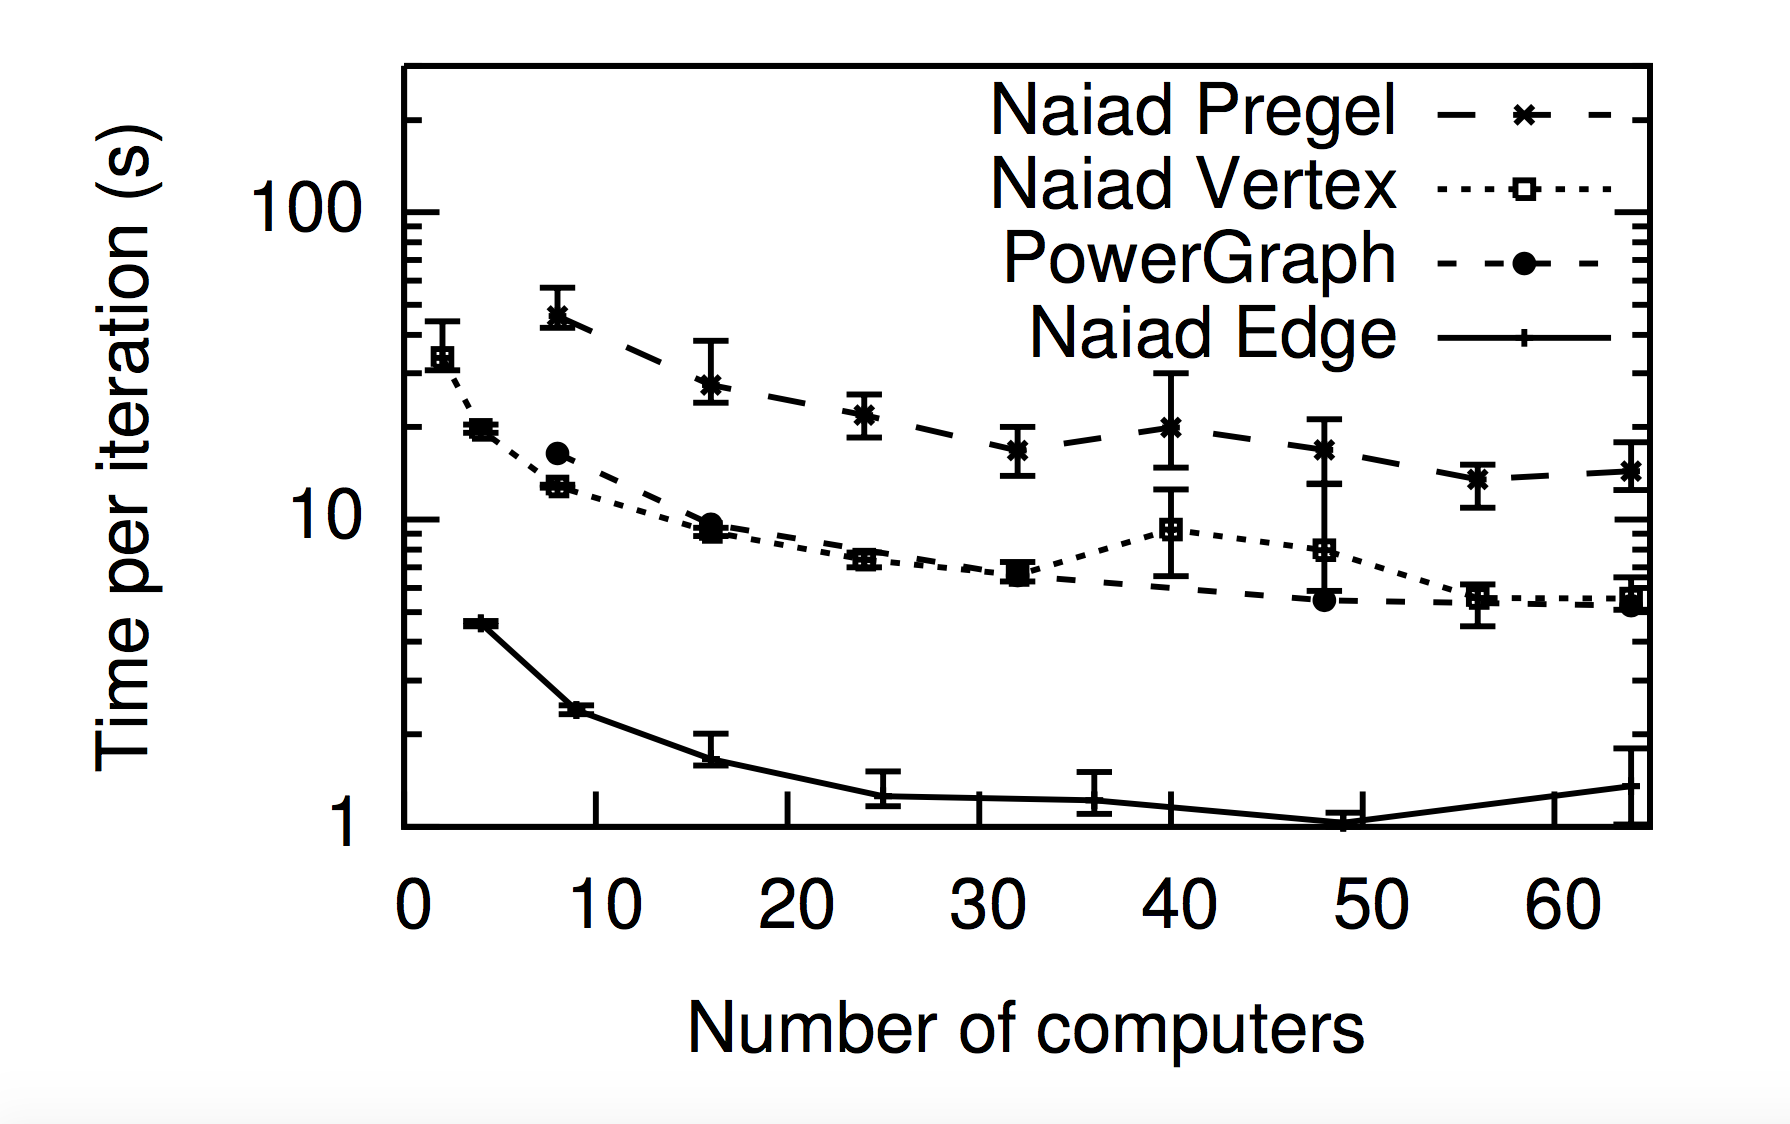 Time per iteration (s)
100
10
1
Naiad Pregel
Naiad Vertex
PowerGraph
Naiad Edge
0 10 20 30 40 50 60
Number of computers